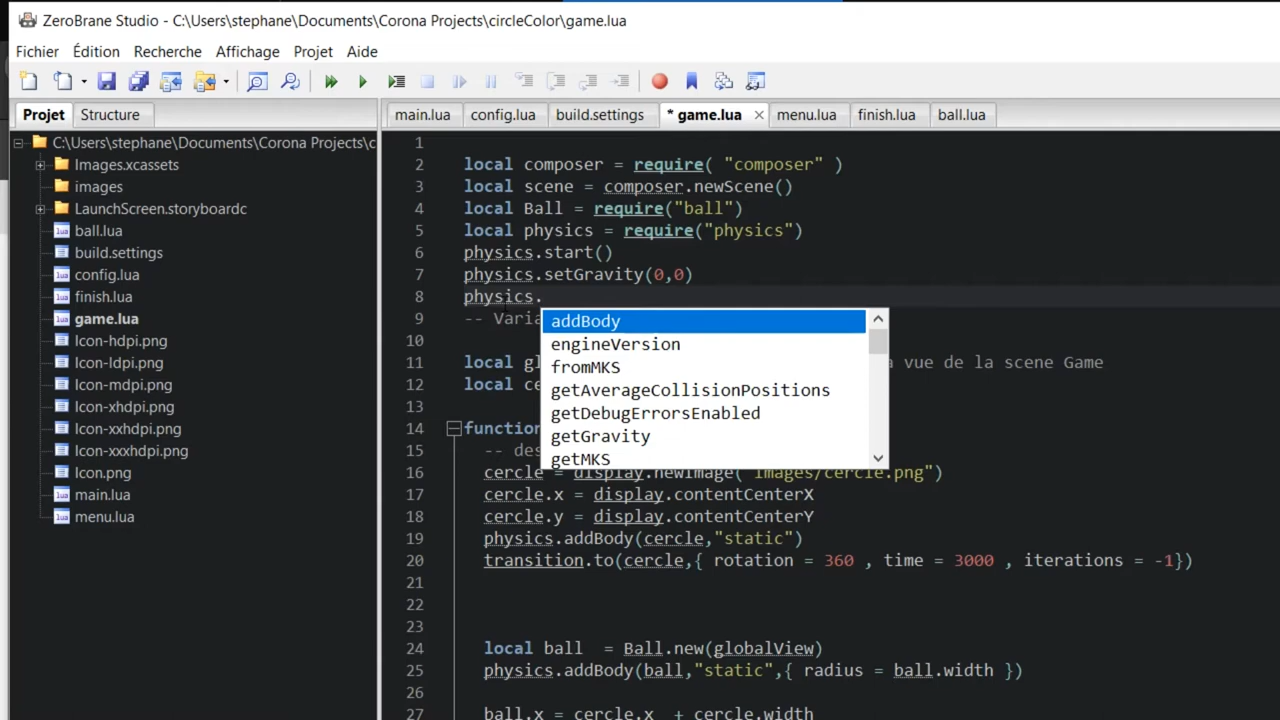 ZeroBrane Studio - C:\Users\stephane\Documents\Corona Projects\circleColor\game.lua
Fichier Édition Recherche Affichage Projet Aide
Projet Structure
C:\Users\stephane\Documents\Corona Projects\c
Images.xcassets
images
LaunchScreen.storyboardc
ball.lua
build.settings
config.lua
finish.lua
game.lua
Icon-hdpi.png
Icon-ldpi.png
Icon-mdpi.png
Icon-xhdpi.png
Icon-xxhdpi.png
Icon-xxxhdpi.png
Icon.png
main.lua
menu.lua
main.lua config.lua build.settings * game.lua menu.lua finish.lua ball.lua
1
2 local composer = require( "composer" )
3 local scene = composer.newScene()
4 local Ball = require("ball")
5 local physics = require("physics")
6 physics.start()
7 physics.setGravity(0,0)
8 physics.
9 -- Varia
10
11 local gl vue de la scene Game
12 local ce
13
14 function
15 -- des
16 cercle = display.newImage("images/cercle.png")
17 cercle.x = display.contentCenterX
18 cercle.y = display.contentCenterY
19 physics.addBody(cercle,"static")
20 transition.to(cercle,{ rotation = 360 , time = 3000 , iterations = -1})
21
22
23
24 local ball = Ball.new(globalView)
25 physics.addBody(ball,"static",{ radius = ball.width })
26
27 ball.x = cercle.x + cercle.width
addBody
engineVersion
fromMKS
getAverageCollisionPositions
getDebugErrorsEnabled
getGravity
getMKS